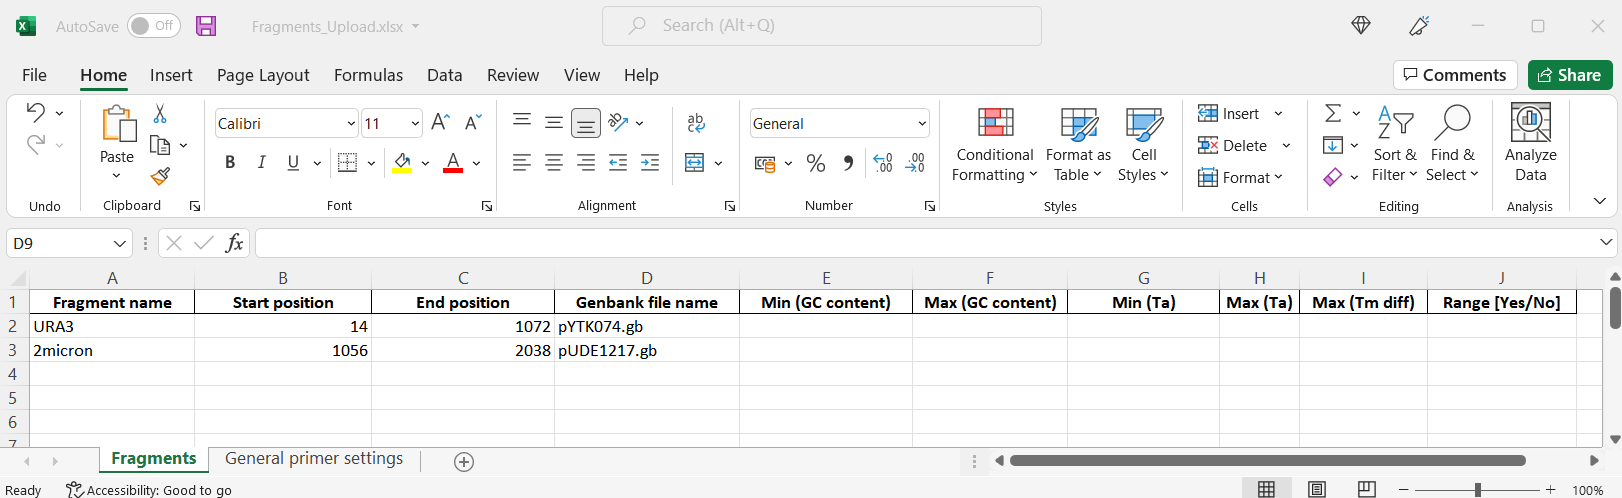 AutoSave Off Fragments_Upload.xlsx Search (Alt+Q)
File Home Insert Page Layout Formulas Data Review View Help Comments Share
Paste
Undo
Clipboard
Calibri 11
B I U A
Font
ab
Alignment
General
% 
Number
Conditional Formatting
Format as Table
Cell Styles
Styles
Insert
Delete
Format
Cells
Sort & Filter
Find & Select
Editing
Analyze Data
Analysis
D9 fx
A B C D E F G H I J
1 Fragment name Start position End position Genbank file name Min (GC content) Max (GC content) Min (Ta) Max (Ta) Max (Tm diff) Range [Yes/No]
2 URA3 14 1072 pYTK074.gb
3 2micron 1056 2038 pUDE1217.gb
4
5
6
7
Fragments General primer settings
Ready Accessibility: Good to go 100%